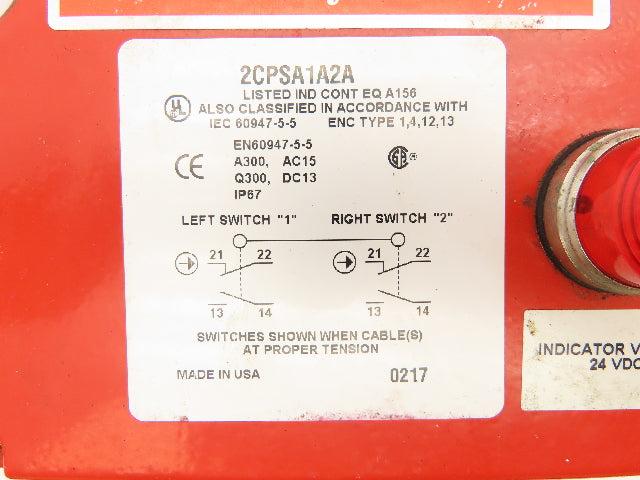 2CPSA1A2A
LISTED IND CONT EQ A156
UL
ALSO CLASSIFIED IN ACCORDANCE WITH
IEC 60947-5-5 ENC TYPE 1,4,12,13
EN60947-5-5
CE
A300, AC15
Q300, DC13
IP67
LEFT SWITCH "1" RIGHT SWITCH "2"
21 22 21 22
13 14 13 14
SWITCHES SHOWN WHEN CABLE(S)
AT PROPER TENSION
MADE IN USA 0217
INDICATOR V
24 VDC